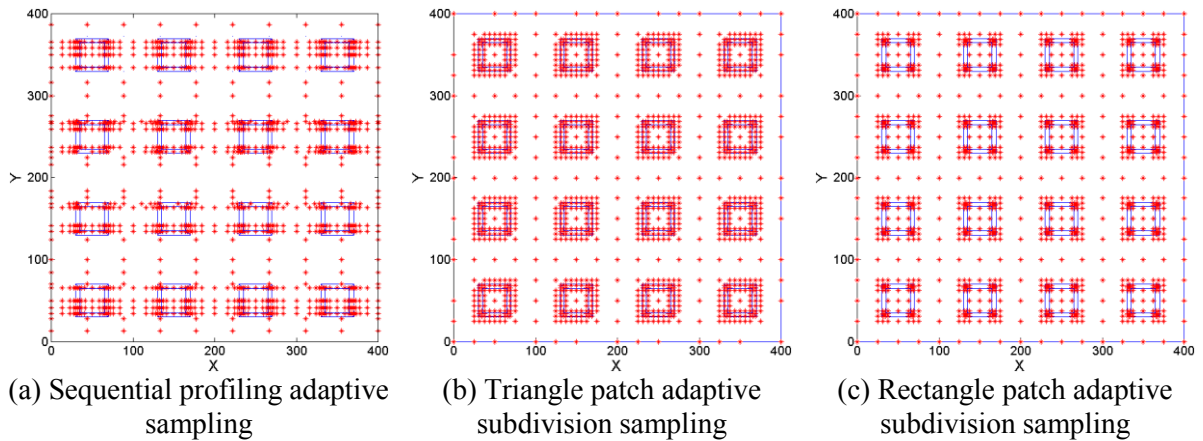 400
300
200
100
0
Y
0 100 200 300 400
X
(a) Sequential profiling adaptive
sampling
400
300
200
100
0
Y
0 100 200 300 400
X
(b) Triangle patch adaptive
subdivision sampling
400
300
200
100
0
Y
0 100 200 300 400
X
(c) Rectangle patch adaptive
subdivision sampling